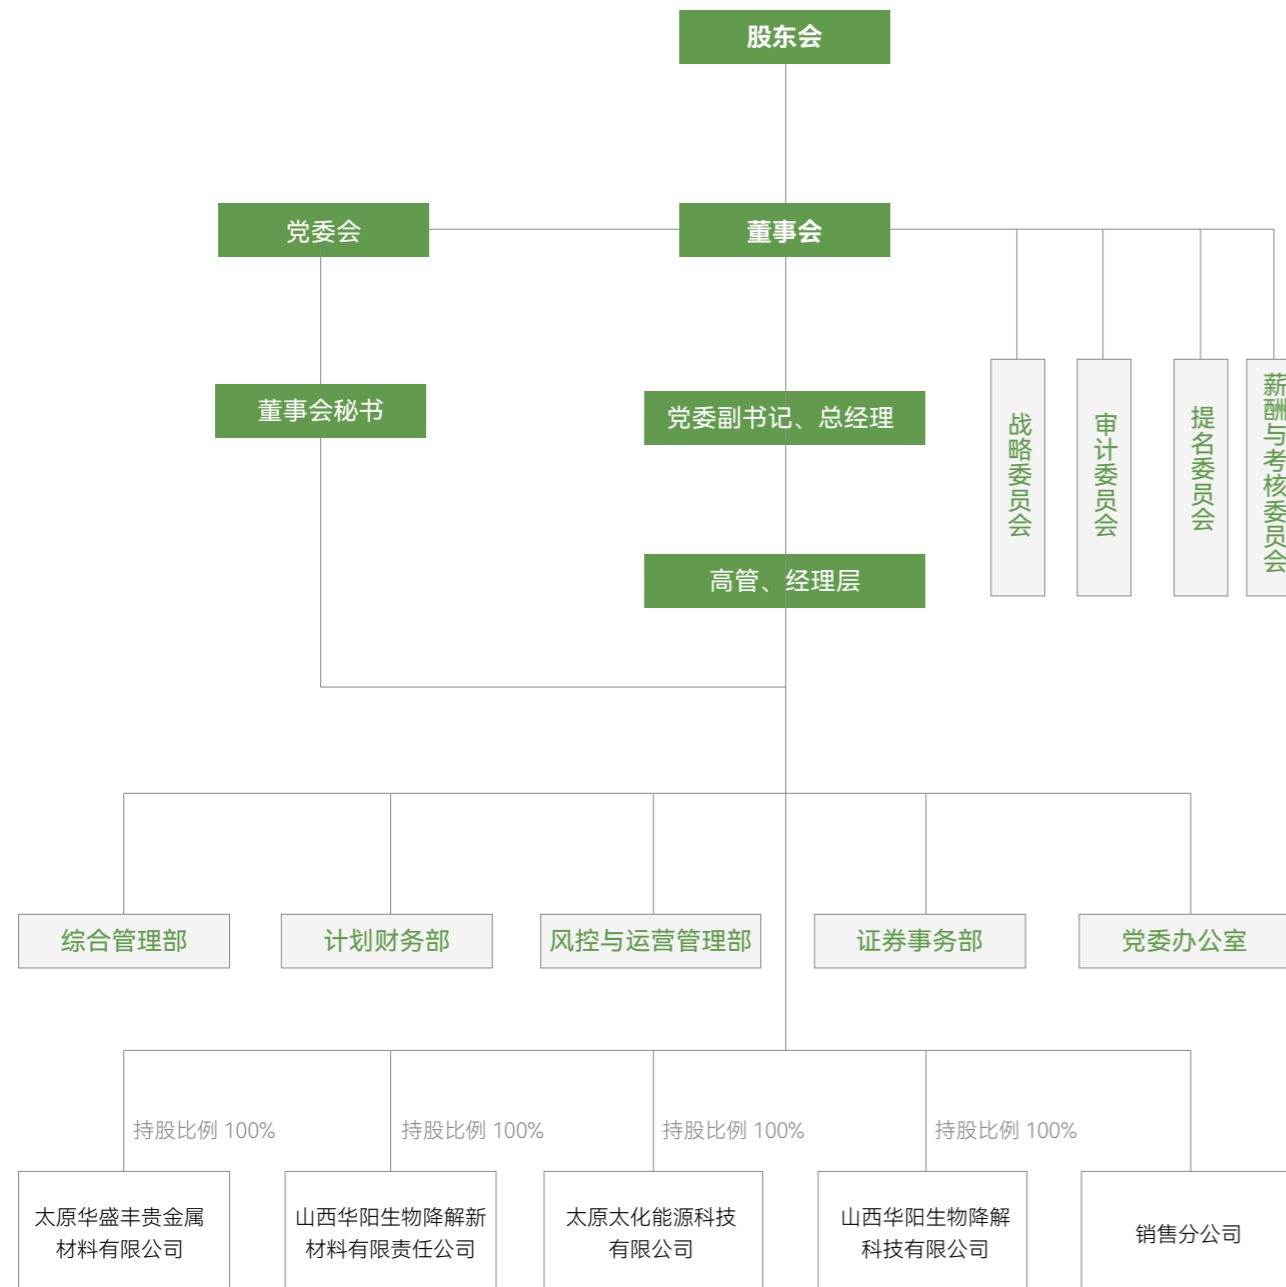 股东会
党委会
董事会
董事会秘书
党委副书记、总经理
高管、经理层
战略委员会
审计委员会
提名委员会
薪酬与考核委员会
综合管理部
计划财务部
风控与运营管理部
证券事务部
党委办公室
持股比例 100%
持股比例 100%
持股比例 100%
持股比例 100%
太原华盛丰贵金属
材料有限公司
山西华阳生物降解新
材料有限责任公司
太原太化能源科技
有限公司
山西华阳生物降解
科技有限公司
销售分公司